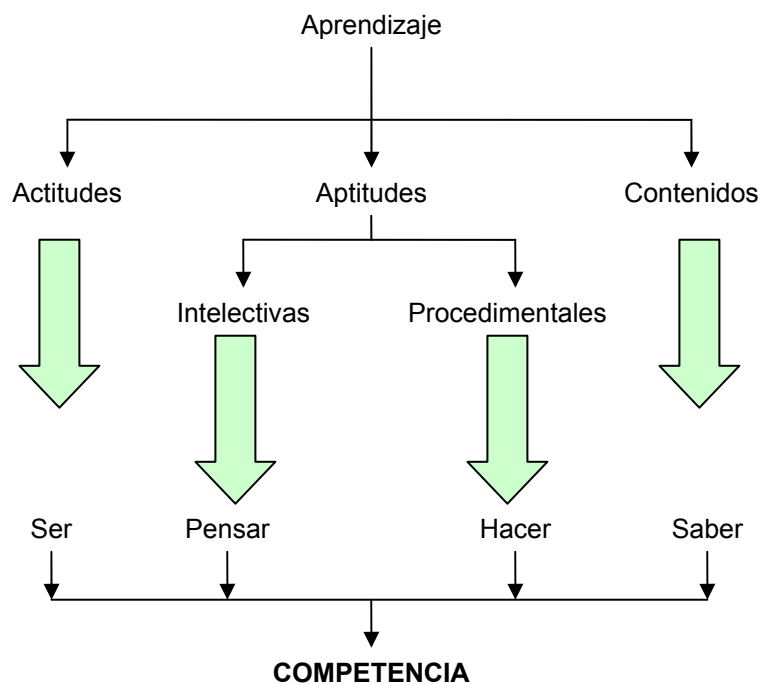 Aprendizaje
Actitudes Aptitudes Contenidos
Intelectivas Procedimentales
Ser Pensar Hacer Saber
COMPETENCIA